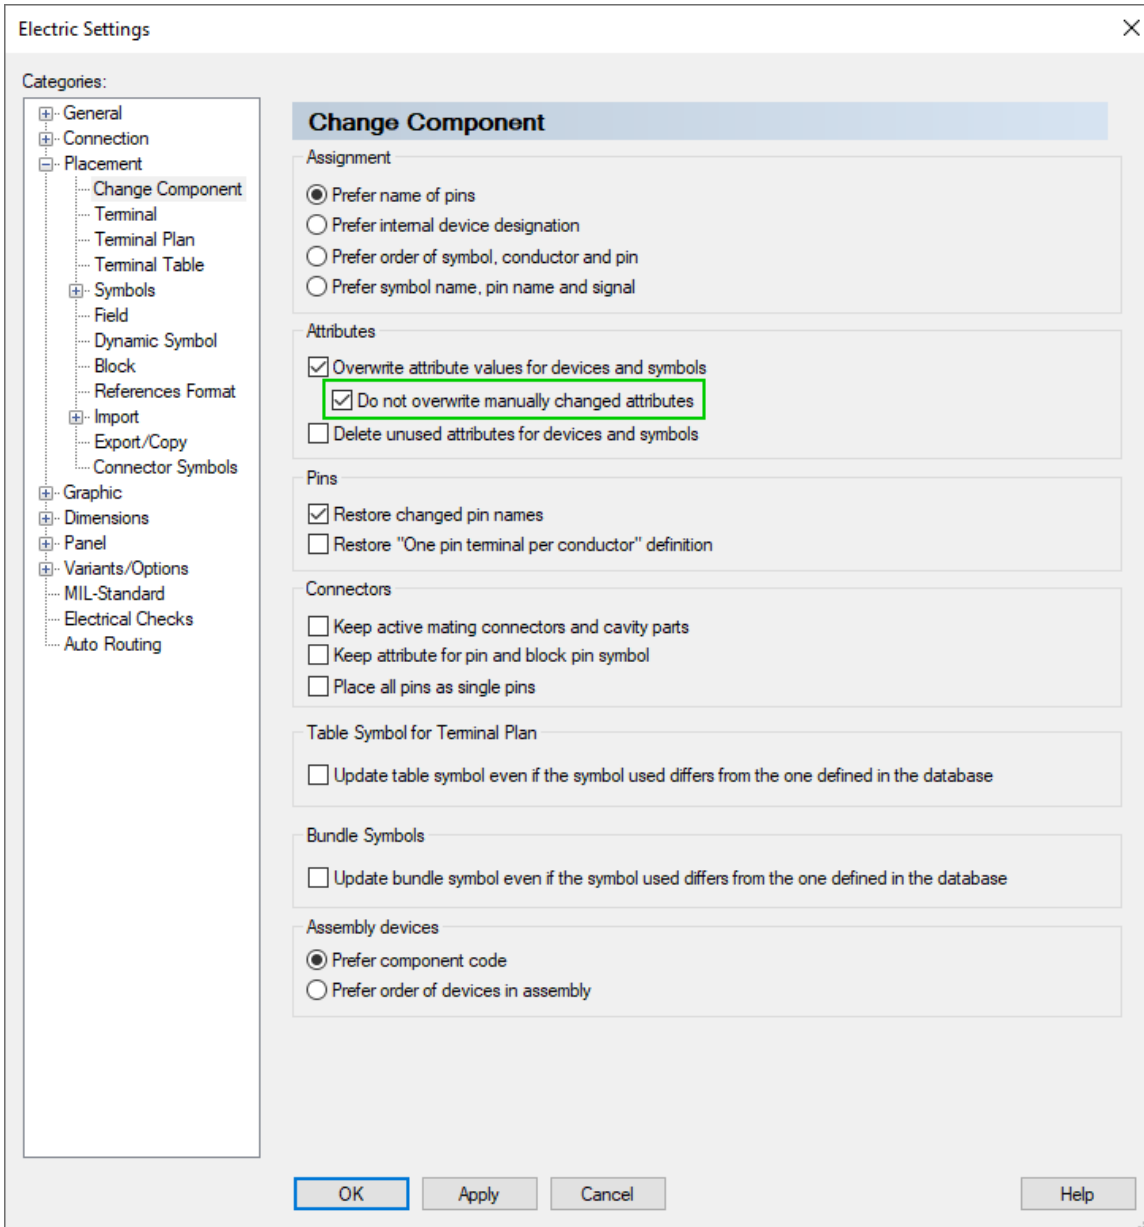 Electric Settings
Categories:
General
Connection
Placement
Change Component
Terminal
Terminal Plan
Terminal Table
Symbols
Field
Dynamic Symbol
Block
References Format
Import
Export/Copy
Connector Symbols
Graphic
Dimensions
Panel
Variants/Options
MIL-Standard
Electrical Checks
Auto Routing
Change Component
Assignment
Prefer name of pins
Prefer internal device designation
Prefer order of symbol, conductor and pin
Prefer symbol name, pin name and signal
Attributes
Overwrite attribute values for devices and symbols
Do not overwrite manually changed attributes
Delete unused attributes for devices and symbols
Pins
Restore changed pin names
Restore "One pin terminal per conductor" definition
Connectors
Keep active mating connectors and cavity parts
Keep attribute for pin and block pin symbol
Place all pins as single pins
Table Symbol for Terminal Plan
Update table symbol even if the symbol used differs from the one defined in the database
Bundle Symbols
Update bundle symbol even if the symbol used differs from the one defined in the database
Assembly devices
Prefer component code
Prefer order of devices in assembly
OK
Apply
Cancel
Help